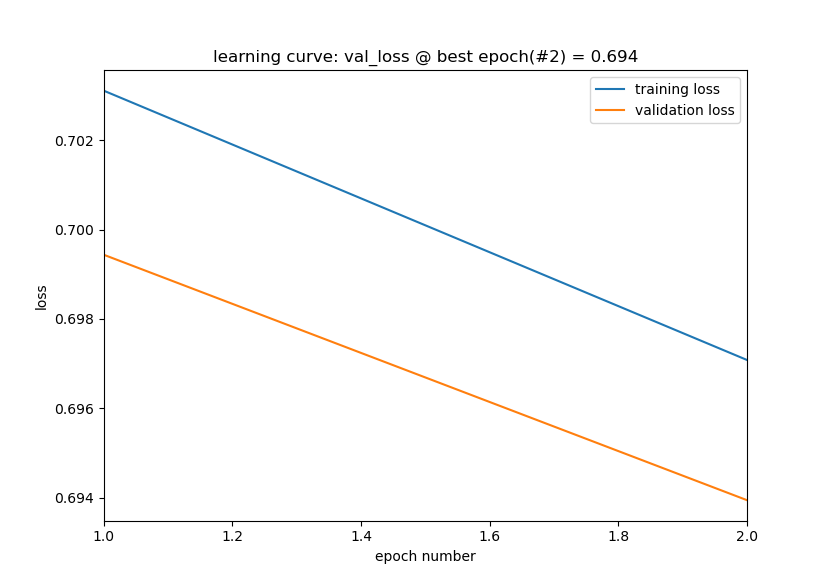 learning curve: val_loss @ best epoch(#2) = 0.694
training loss
validation loss
0.702
0.700
0.698
0.696
0.694
loss
1.0 1.2 1.4 1.6 1.8 2.0
epoch number